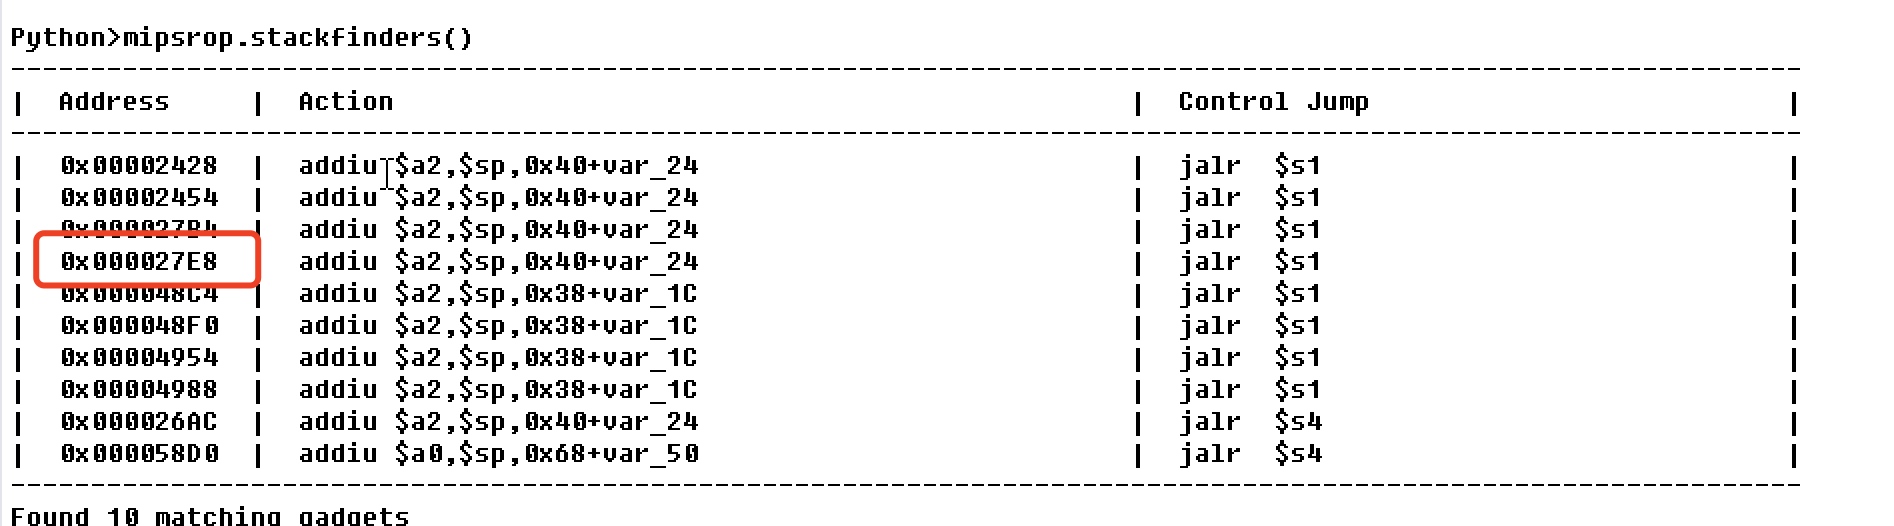 Python>mipsrop.stackfinders()
----------------------------------------------------------------------------------------------------------------
|  Address     |  Action                                              |  Control Jump                          |
----------------------------------------------------------------------------------------------------------------
|  0x00002428  |  addiu $a2,$sp,0x40+var_24                           |  jalr  $s1                             |
|  0x00002454  |  addiu $a2,$sp,0x40+var_24                           |  jalr  $s1                             |
|  0x000027B4  |  addiu $a2,$sp,0x40+var_24                           |  jalr  $s1                             |
|  0x000027E8  |  addiu $a2,$sp,0x40+var_24                           |  jalr  $s1                             |
|  0x000048C4  |  addiu $a2,$sp,0x38+var_1C                           |  jalr  $s1                             |
|  0x000048F0  |  addiu $a2,$sp,0x38+var_1C                           |  jalr  $s1                             |
|  0x00004954  |  addiu $a2,$sp,0x38+var_1C                           |  jalr  $s1                             |
|  0x00004988  |  addiu $a2,$sp,0x38+var_1C                           |  jalr  $s1                             |
|  0x000026AC  |  addiu $a2,$sp,0x40+var_24                           |  jalr  $s4                             |
|  0x000058D0  |  addiu $a0,$sp,0x68+var_50                           |  jalr  $s4                             |
----------------------------------------------------------------------------------------------------------------
Found 10 matching gadgets